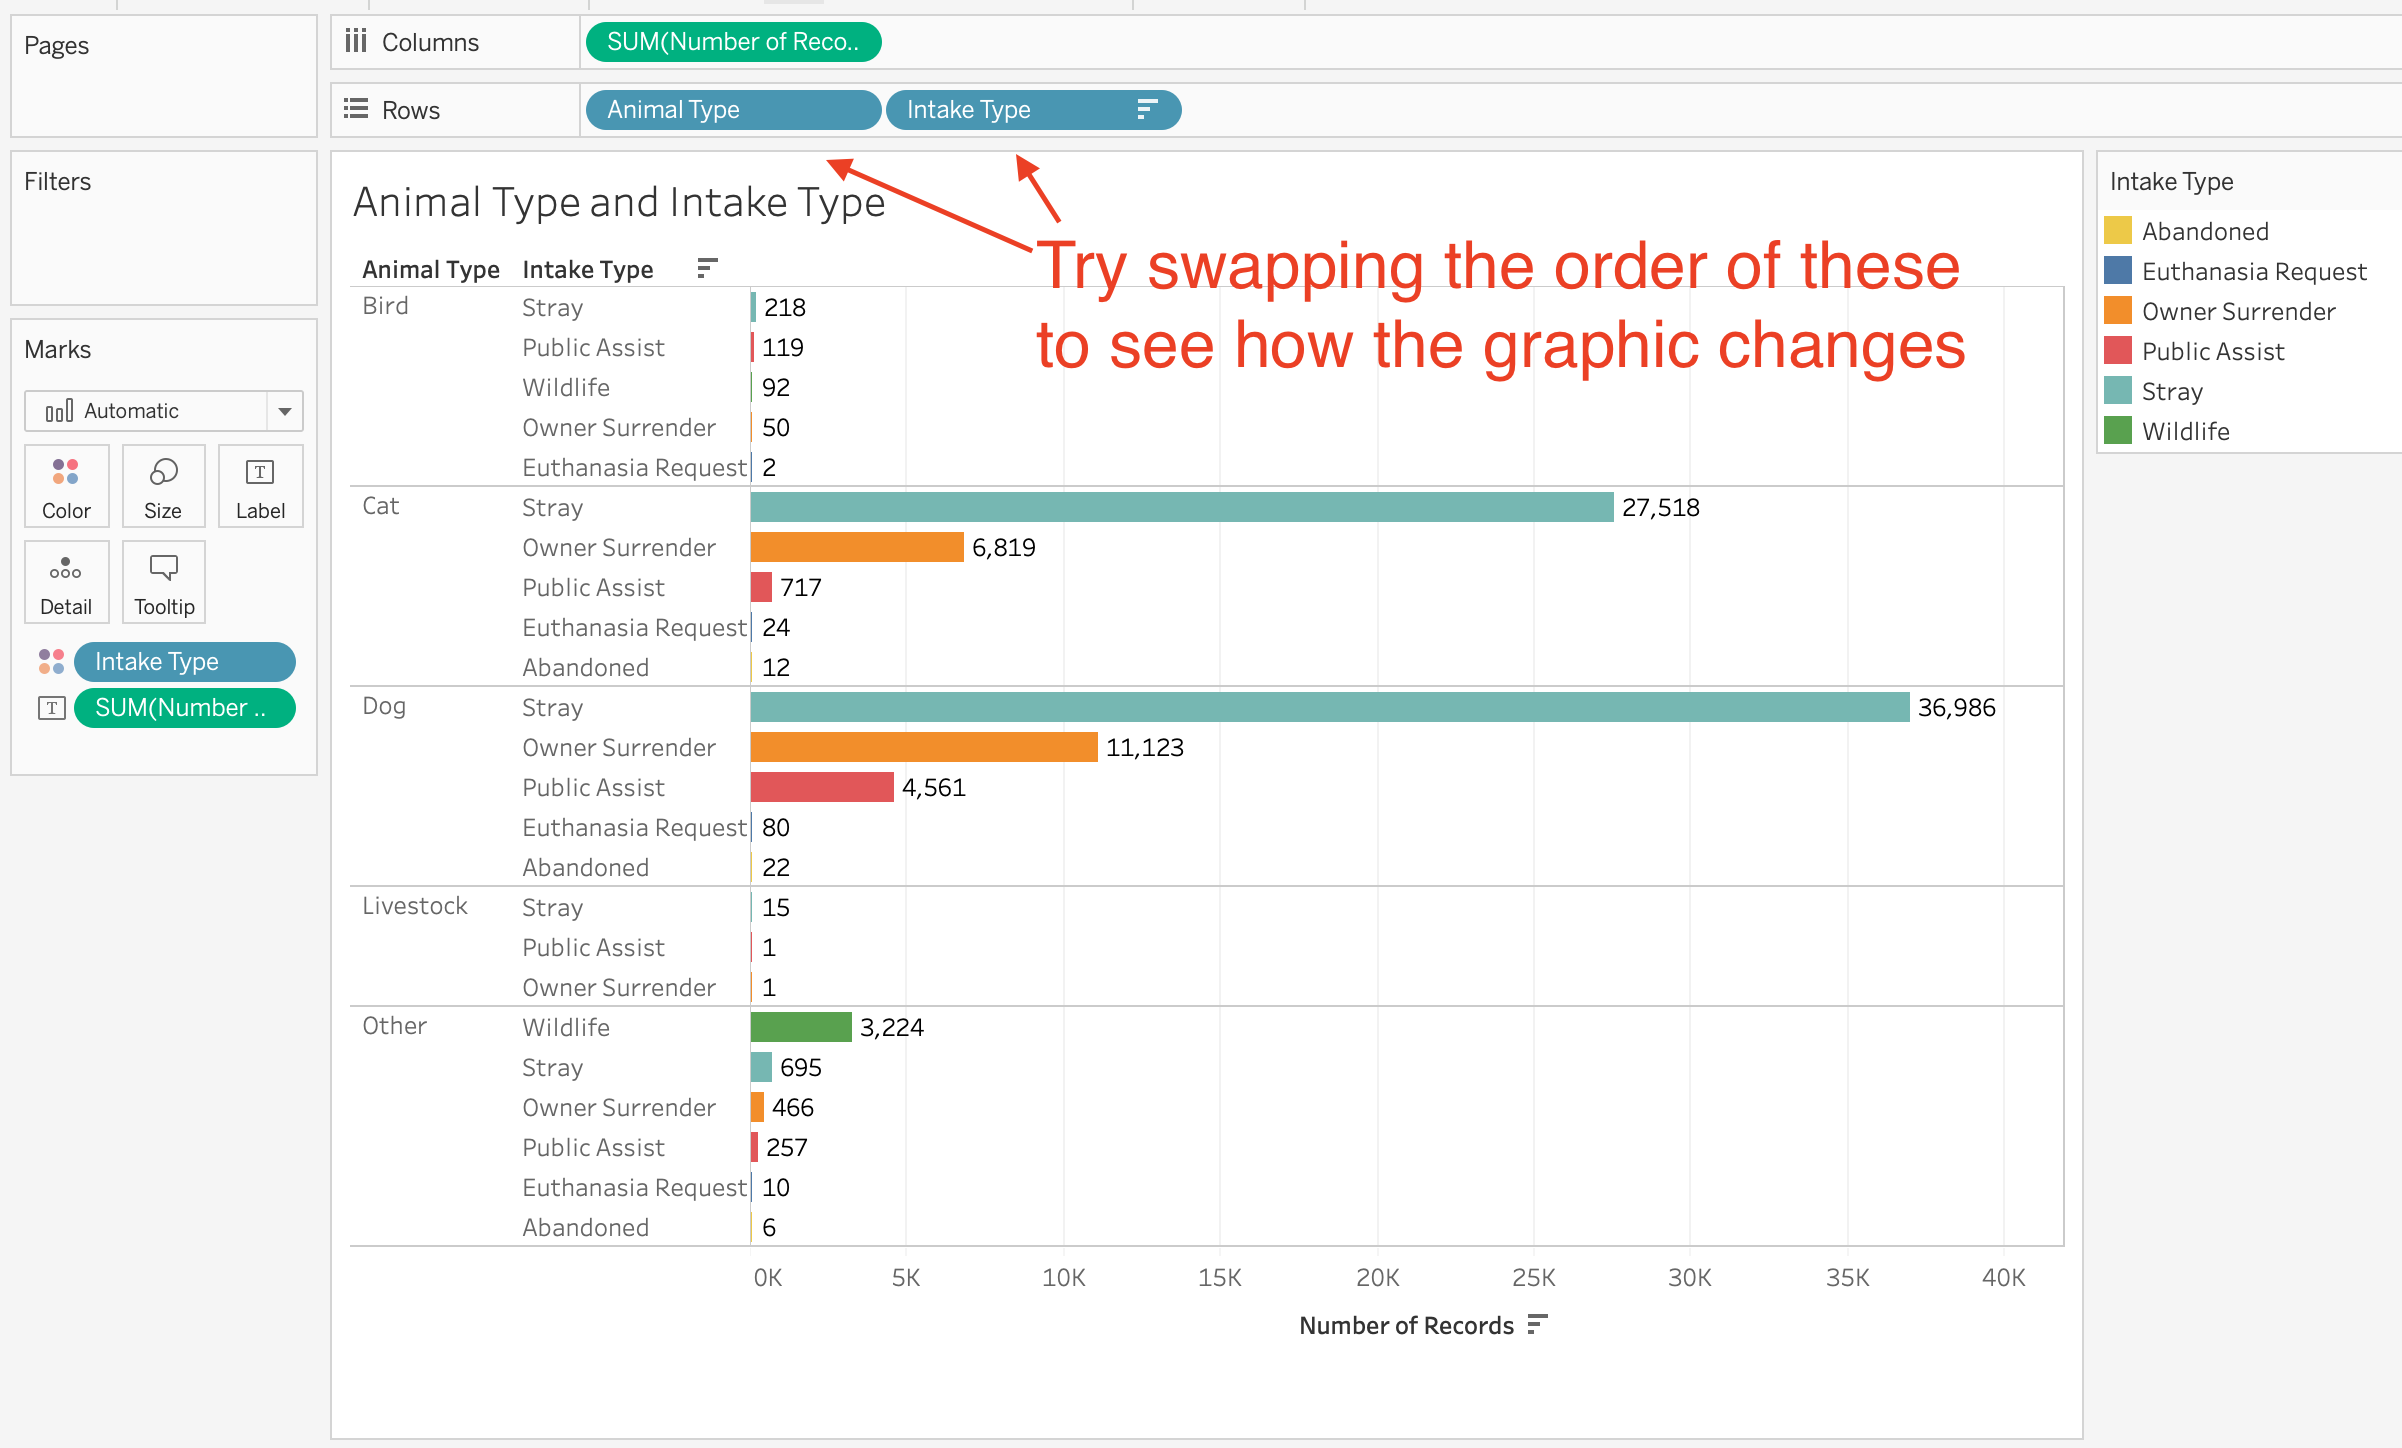 Pages
Columns
SUM(Number of Reco..
Rows
Animal Type
Intake Type
Filters
Animal Type and Intake Type
Try swapping the order of these
to see how the graphic changes
Animal Type Intake Type
Bird Stray 218
Public Assist 119
Wildlife 92
Owner Surrender 50
Euthanasia Request 2
Cat Stray 27,518
Owner Surrender 6,819
Public Assist 717
Euthanasia Request 24
Abandoned 12
Dog Stray 36,986
Owner Surrender 11,123
Public Assist 4,561
Euthanasia Request 80
Abandoned 22
Livestock Stray 15
Public Assist 1
Owner Surrender 1
Other Wildlife 3,224
Stray 695
Owner Surrender 466
Public Assist 257
Euthanasia Request 10
Abandoned 6
0K 5K 10K 15K 20K 25K 30K 35K 40K
Number of Records
Marks
Automatic
Color
Size
T
Label
Detail
Tooltip
Intake Type
T
SUM(Number ..
Intake Type
Abandoned
Euthanasia Request
Owner Surrender
Public Assist
Stray
Wildlife